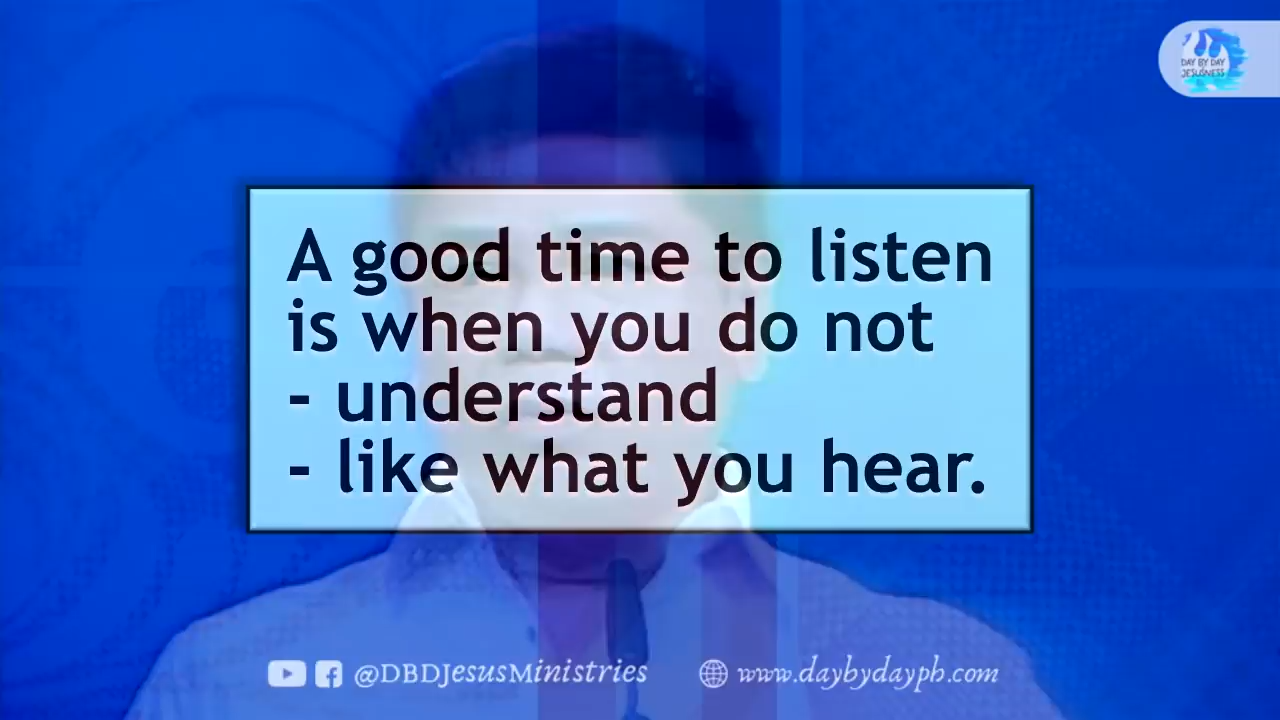 DAY BY DAY
JESUSNESS
A good time to listen
is when you do not
- understand
- like what you hear.
@DBDJesusMinistries
www.daybydayph.com